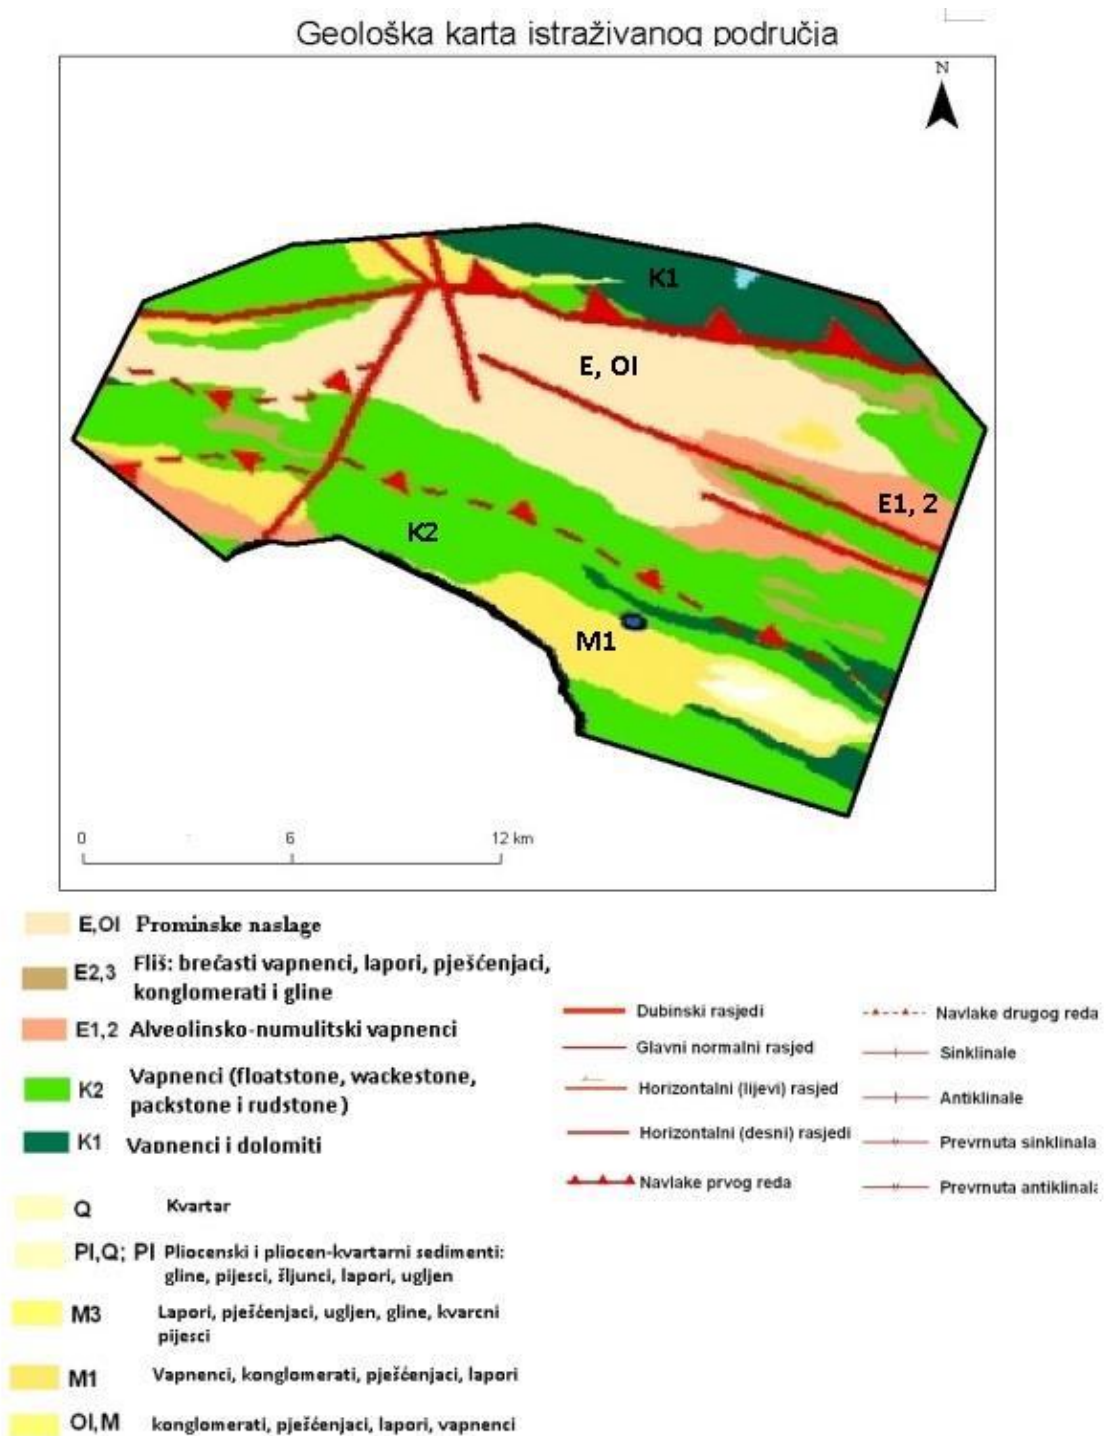 Geološka karta istraživanog područja
N
K1
E, Ol
E1, 2
K2
M1
0 6 12 km
E,Ol Prominske naslage
E2,3 Fliš: brečasti vapnenci, lapori, pješćenjaci,
konglomerati i gline
E1,2 Alveolinsko-numulitski vapnenci
K2 Vapnenci (floatstone, wackestone,
packstone i rudstone )
K1 Vapnenci i dolomiti
Q Kvartar
Pl,Q; Pl Pliocenski i pliocen-kvartarni sedimenti:
gline, pijesci, šljunci, lapori, ugljen
M3 Lapori, pješćenjaci, ugljen, gline, kvarcni
pijesci
M1 Vapnenci, konglomerati, pješćenjaci, lapori
Ol,M konglomerati, pješćenjaci, lapori, vapnenci
Dubinski rasjedi
Glavni normalni rasjed
Horizontalni (lijevi) rasjed
Horizontalni (desni) rasjedi
Navlake prvog reda
Navlake drugog reda
Sinklinale
Antiklinale
Prevrnuta sinklinala
Prevrnuta antiklinala